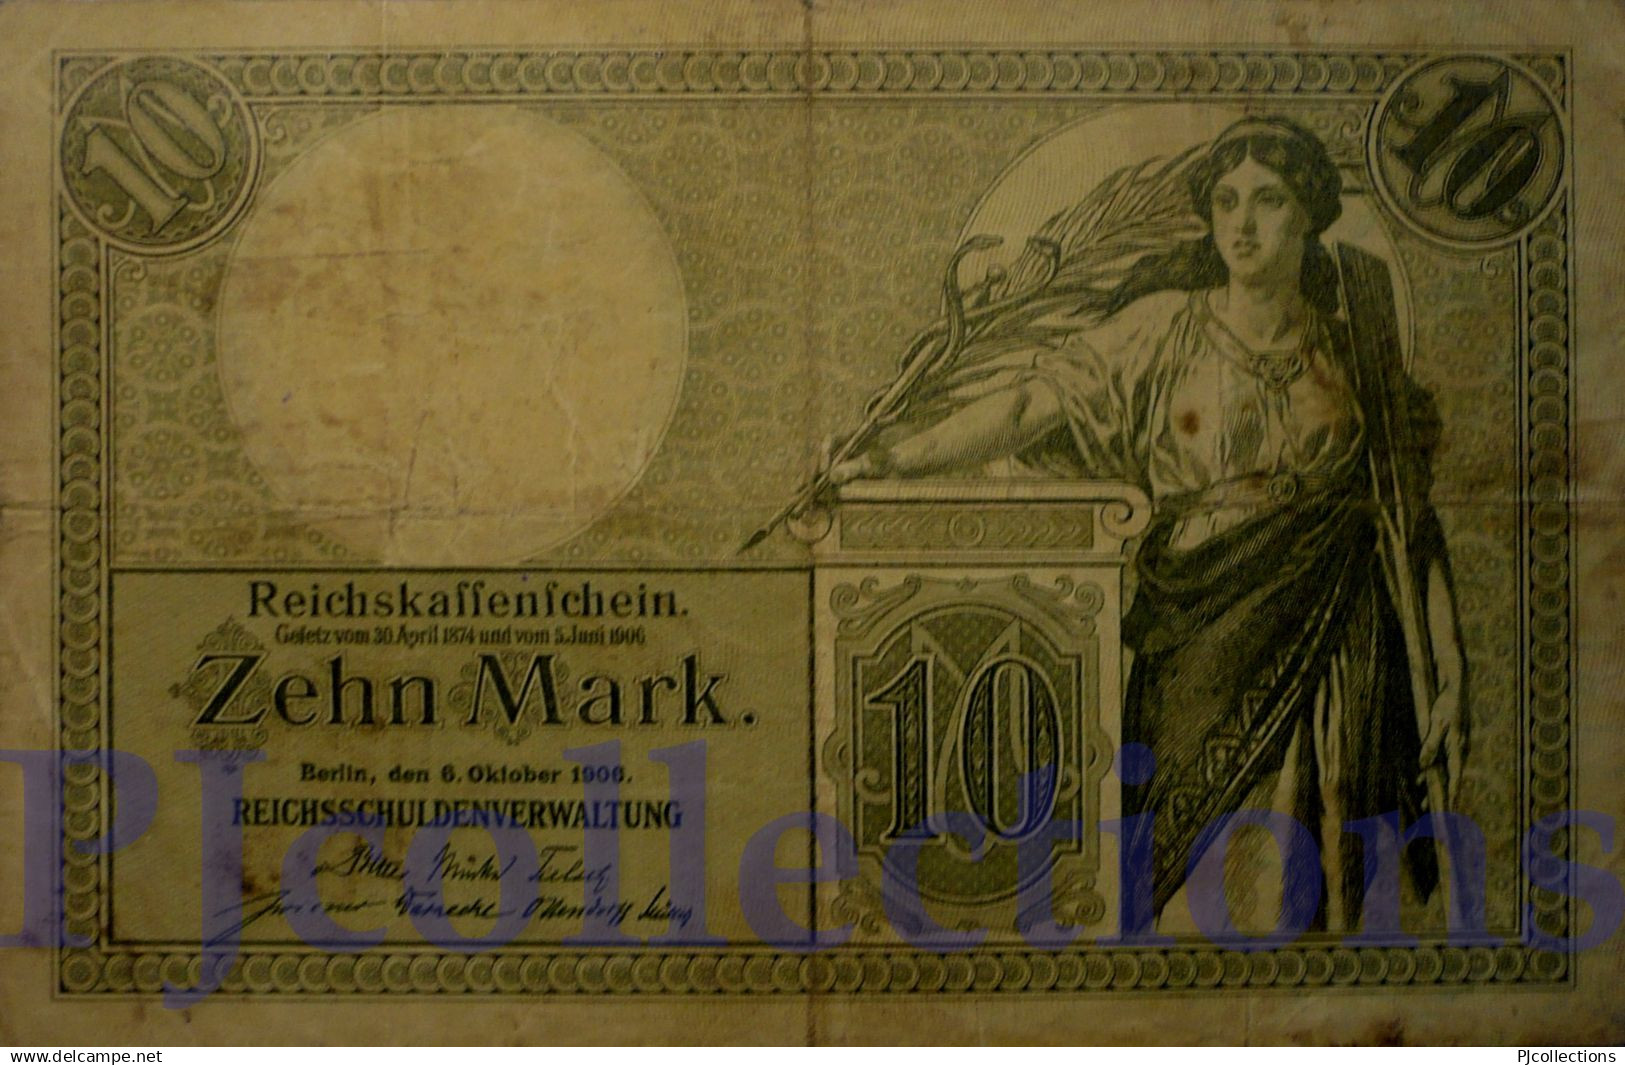 10
10
Reichskaſſenſchein.
Geſetz vom 30. April 1874 und vom 5. Juni 1906
Zehn Mark.
Berlin, den 6. Oktober 1906.
REICHSSCHULDENVERWALTUNG
10
PJcollections
www.delcampe.net
PJcollections